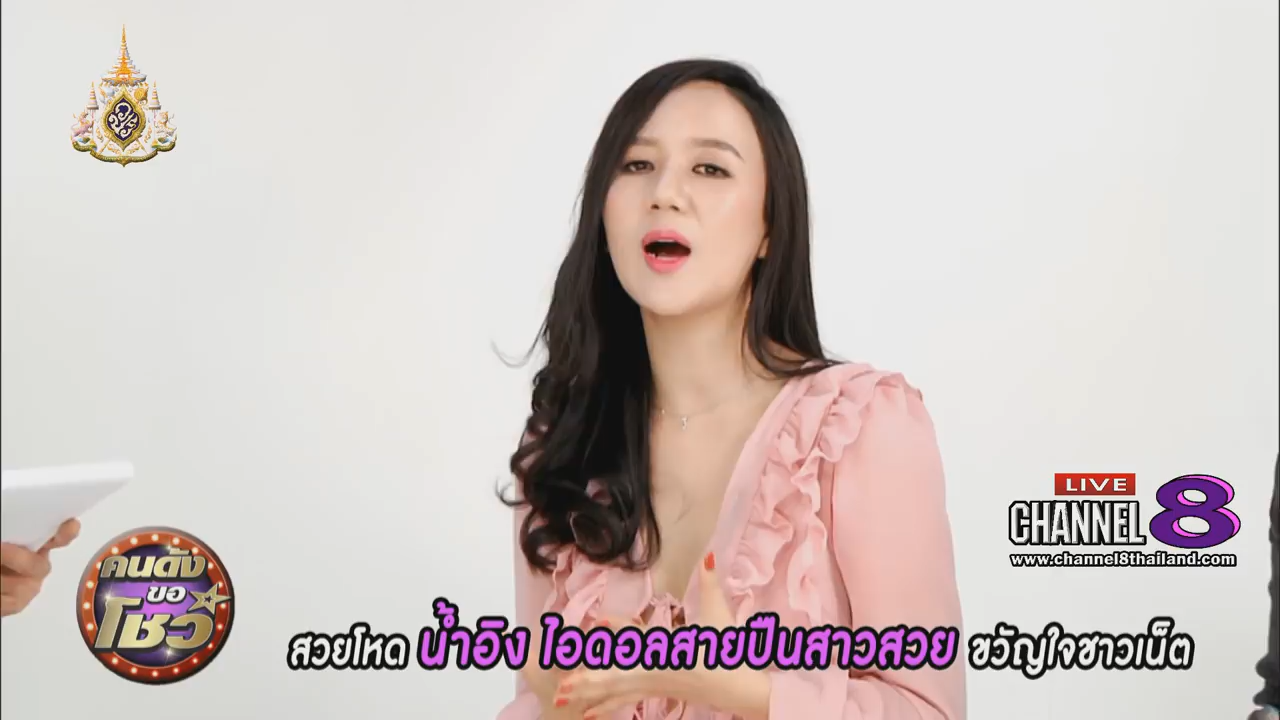 LIVE
CHANNEL 8
www.channel8thailand.com
คนดัง
ขอ
โชว์
สวยโหด น้ำอิง ไอดอลสายปืนสาวสวย ขวัญใจชาวเน็ต